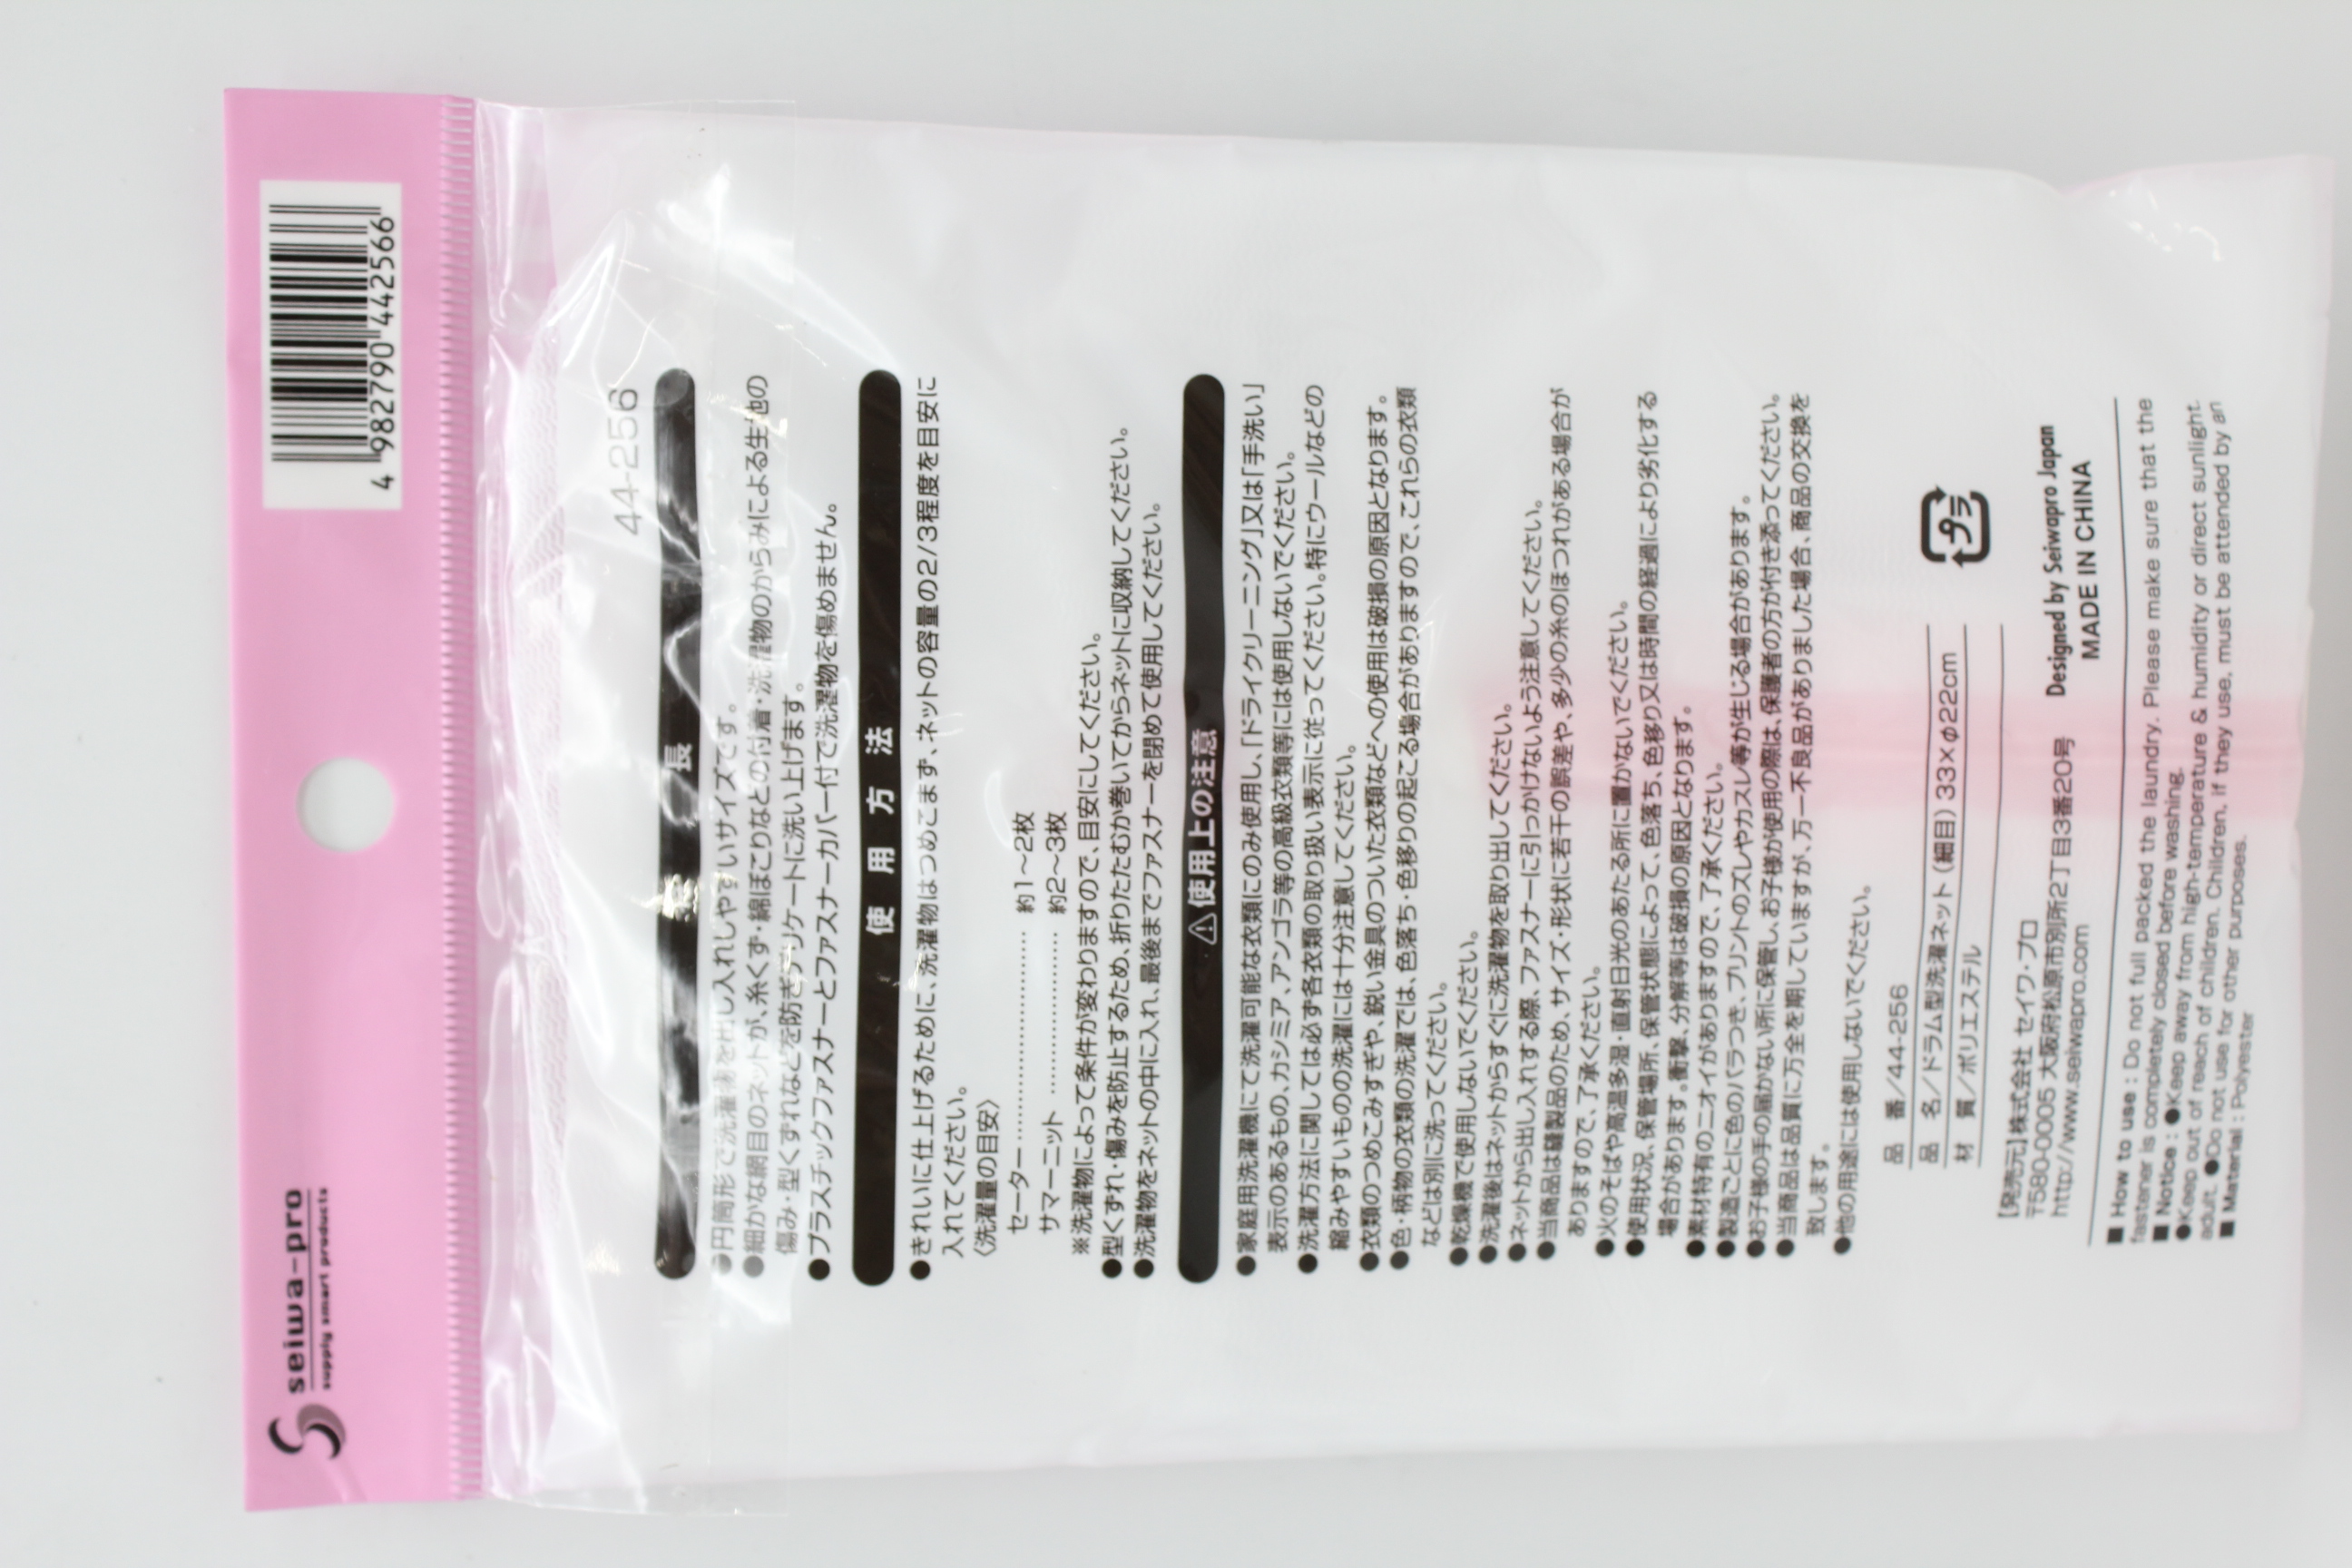 seiwa-pro
supply smart products
4 982790 442566
44-256
特　長
●円筒形で洗濯物を出し入れしやすいサイズです。
●細かな網目のネットが、糸くず・綿ぼこりなどの付着・洗濯物のからみによる生地の
傷み・型くずれなどを防ぎデリケートに洗い上げます。
●プラスチックファスナーとファスナーカバー付で洗濯物を傷めません。
使 用 方 法
●きれいに仕上げるために、洗濯物はつめこまず、ネットの容量の2/3程度を目安に
入れてください。
〈洗濯量の目安〉
セーター……………………… 約1〜2枚
サマーニット ……………… 約2〜3枚
※洗濯物によって条件が変わりますので、目安にしてください。
●型くずれ・傷みを防止するため、折りたたむか巻いてからネットに収納してください。
●洗濯物をネットの中に入れ、最後までファスナーを閉めて使用してください。
⚠使用上の注意
●家庭用洗濯機にて洗濯可能な衣類にのみ使用し、「ドライクリーニング」又は「手洗い」
表示のあるもの、カシミア、アンゴラ等の高級衣類等には使用しないでください。
●洗濯方法に関しては必ず各衣類の取り扱い表示に従ってください。特にウールなどの
縮みやすいものの洗濯には十分注意してください。
●衣類のつめこみすぎや、鋭い金具のついた衣類などへの使用は破損の原因となります。
●色・柄物の衣類の洗濯では、色落ち・色移りの起こる場合がありますので、これらの衣類
などは別に洗ってください。
●乾燥機で使用しないでください。
●洗濯後はネットからすぐに洗濯物を取り出してください。
●ネットから出し入れする際、ファスナーに引っかけないよう注意してください。
●当商品は縫製品のため、サイズ・形状に若干の誤差や、多少の糸のほつれがある場合が
ありますので、了承ください。
●火のそばや高温多湿・直射日光のあたる所に置かないでください。
●使用状況、保管場所、保管状態によって、色落ち、色移り又は時間の経過により劣化する
場合があります。衝撃、分解等は破損の原因となります。
●素材特有のニオイがありますので、了承ください。
●製造ごとに色のバラつき、プリントのズレやカスレ等が生じる場合があります。
●お子様の手の届かない所に保管し、お子様が使用の際は、保護者の方が付き添ってください。
●当商品は品質に万全を期していますが、万一不良品がありました場合、商品の交換を
致します。
●他の用途には使用しないでください。
品　番／44-256
品　名／ドラム型洗濯ネット（細目）33×φ22cm
材　質／ポリエステル
プラ
【発売元】株式会社 セイワ・プロ
〒580-0005 大阪府松原市別所2丁目3番20号
http://www.seiwapro.com
Designed by Seiwapro Japan
MADE IN CHINA
■ How to use : Do not full packed the laundry. Please make sure that the
fastener is completely closed before washing.
■ Notice : ●Keep away from high-temperature & humidity or direct sunlight.
●Keep out of reach of children. Children, if they use, must be attended by an
adult. ●Do not use for other purposes.
■ Material : Polyester